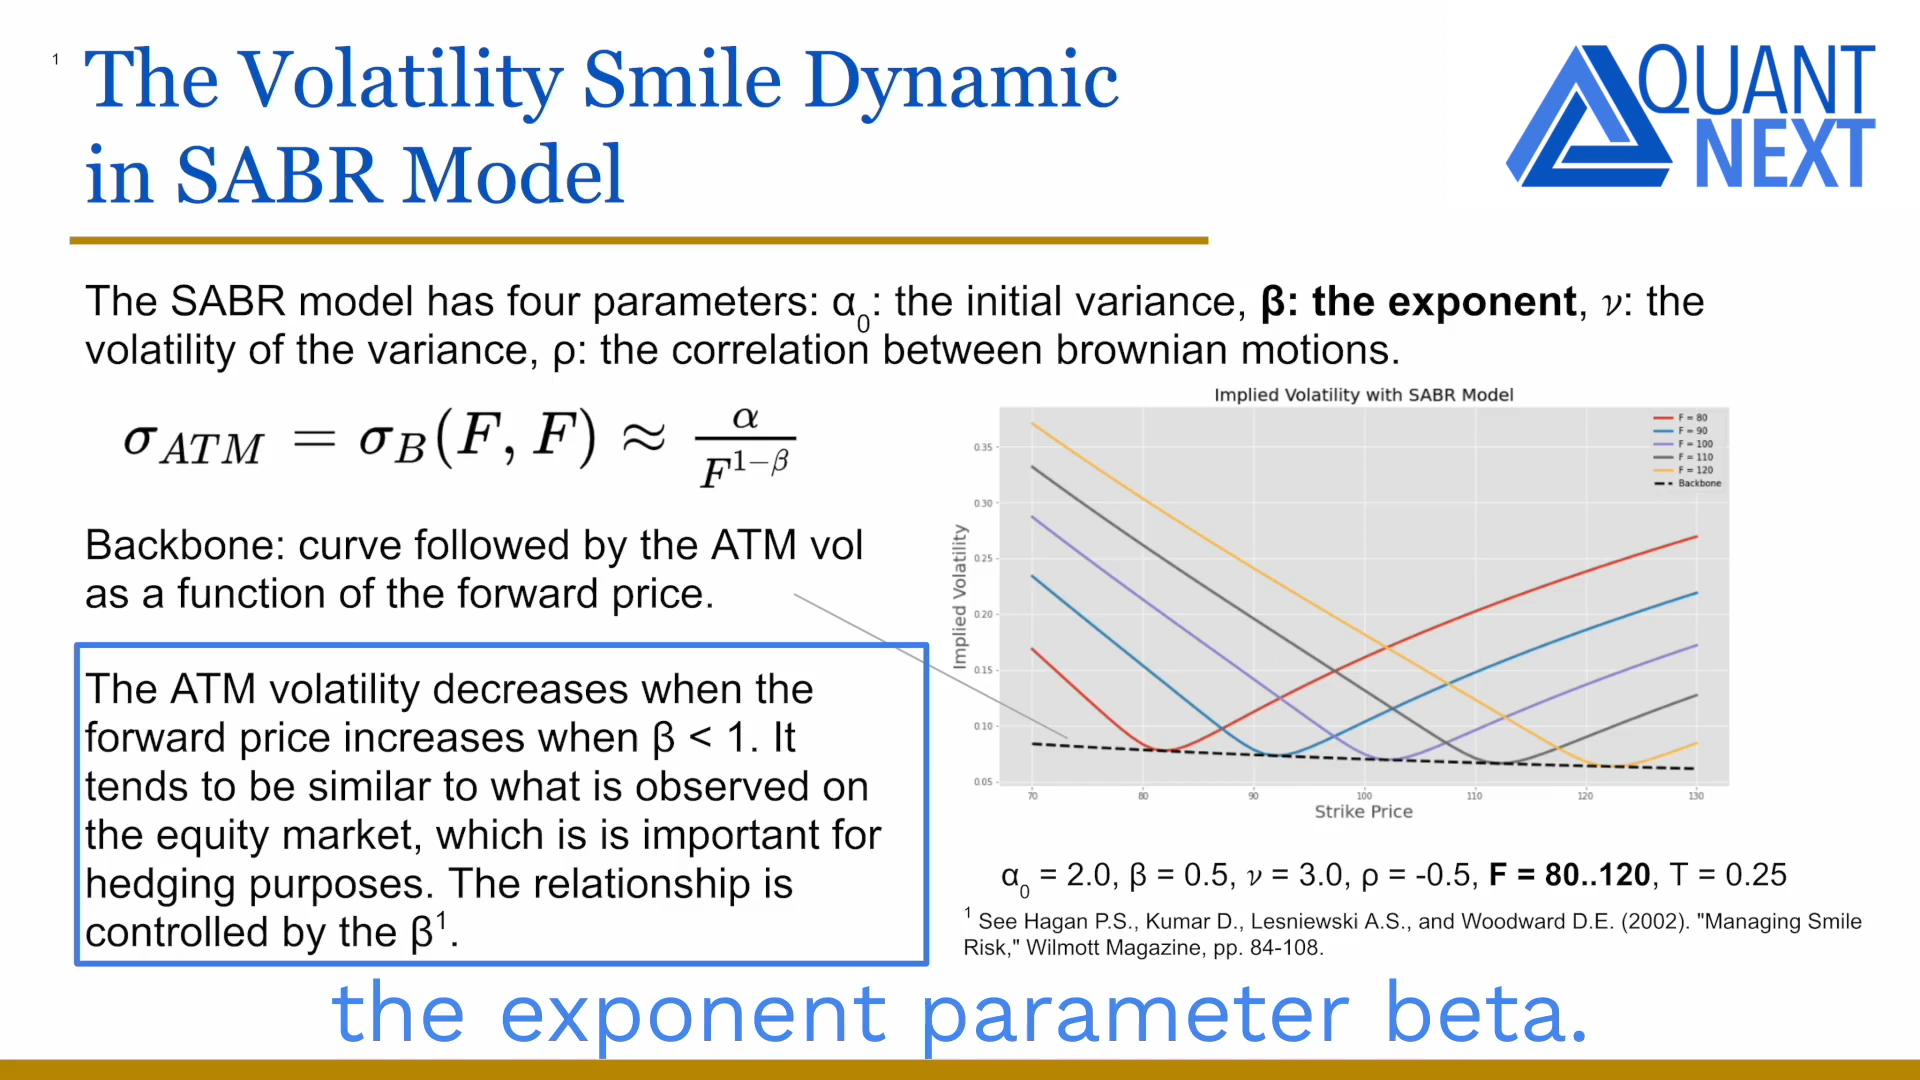 1
The Volatility Smile Dynamic
in SABR Model
QUANT
NEXT
The SABR model has four parameters: α₀: the initial variance, β: the exponent, ν: the
volatility of the variance, ρ: the correlation between brownian motions.
σ_ATM = σ_B(F, F) ≈ α / F^(1−β)
Backbone: curve followed by the ATM vol
as a function of the forward price.
The ATM volatility decreases when the
forward price increases when β < 1. It
tends to be similar to what is observed on
the equity market, which is is important for
hedging purposes. The relationship is
controlled by the β¹.
Implied Volatility with SABR Model
F = 80
F = 90
F = 100
F = 110
F = 120
Backbone
Implied Volatility
0.35
0.30
0.25
0.20
0.15
0.10
0.05
70 80 90 100 110 120 130
Strike Price
α₀ = 2.0, β = 0.5, ν = 3.0, ρ = -0.5, F = 80..120, T = 0.25
¹ See Hagan P.S., Kumar D., Lesniewski A.S., and Woodward D.E. (2002). "Managing Smile
Risk," Wilmott Magazine, pp. 84-108.
the exponent parameter beta.